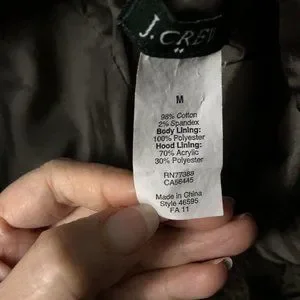 J.CREW
M
98% Cotton
2% Spandex
Body Lining:
100% Polyester
Hood Lining:
70% Acrylic
30% Polyester
RN77388
CA56445
Made in China
Style 46595
FA 11